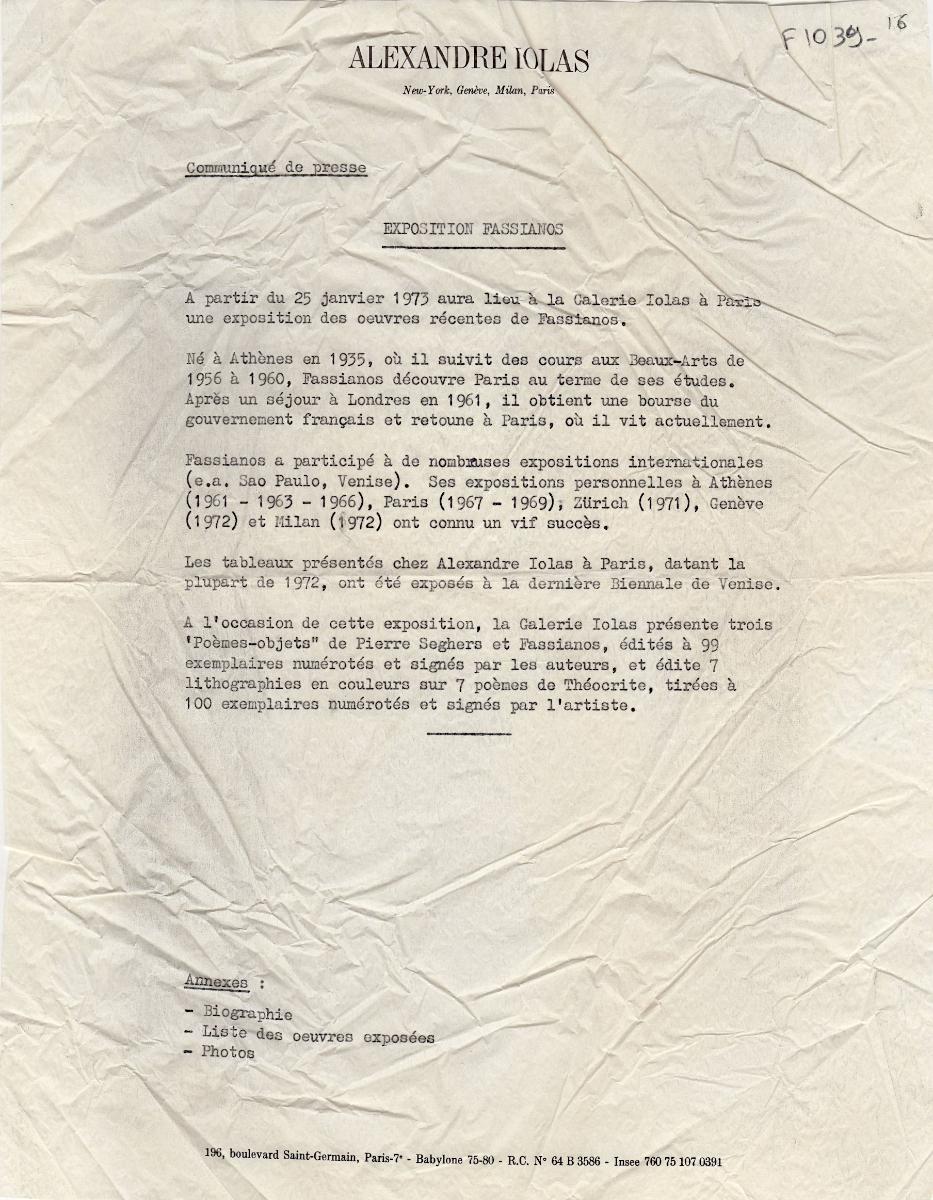 F1039-16
ALEXANDRE IOLAS
New-York, Genève, Milan, Paris
Communiqué de presse
EXPOSITION FASSIANOS
A partir du 25 janvier 1973 aura lieu à la Galerie Iolas à Paris
une exposition des oeuvres récentes de Fassianos.
Né à Athènes en 1935, où il suivit des cours aux Beaux-Arts de
1956 à 1960, Fassianos découvre Paris au terme de ses études.
Après un séjour à Londres en 1961, il obtient une bourse du
gouvernement français et retoune à Paris, où il vit actuellement.
Fassianos a participé à de nombruses expositions internationales
(e.a. Sao Paulo, Venise). Ses expositions personnelles à Athènes
(1961 - 1963 - 1966), Paris (1967 - 1969), Zürich (1971), Genève
(1972) et Milan (1972) ont connu un vif succès.
Les tableaux présentés chez Alexandre Iolas à Paris, datant la
plupart de 1972, ont été exposés à la dernière Biennale de Venise.
A l'occasion de cette exposition, la Galerie Iolas présente trois
'Poèmes-objets" de Pierre Seghers et Fassianos, édités à 99
exemplaires numérotés et signés par les auteurs, et édite 7
lithographies en couleurs sur 7 poèmes de Théocrite, tirées à
100 exemplaires numérotés et signés par l'artiste.
Annexes :
- Biographie
- Liste des oeuvres exposées
- Photos
196, boulevard Saint-Germain, Paris-7e - Babylone 75-80 - R.C. N° 64 B 3586 - Insee 760 75 107 0391